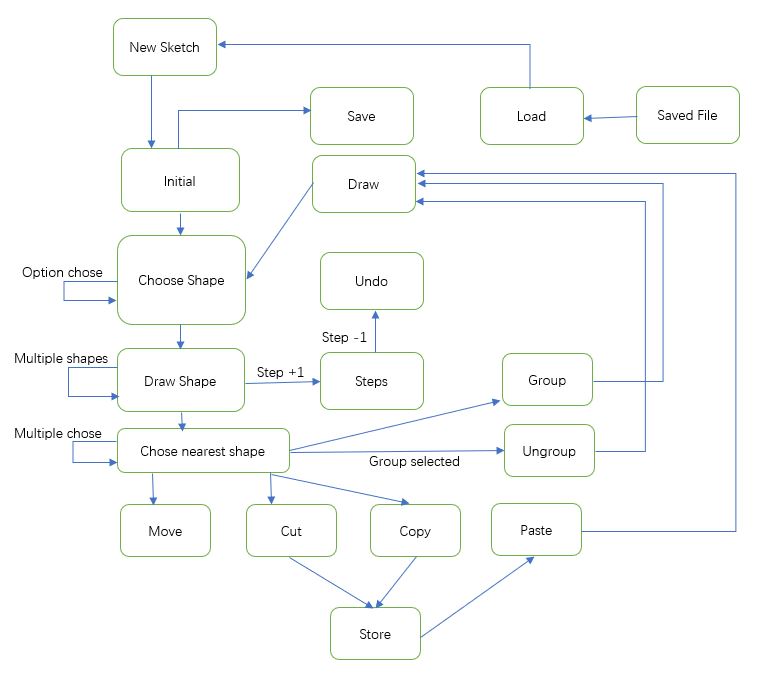 New Sketch
Save
Load
Saved File
Initial
Draw
Option chose
Choose Shape
Undo
Step -1
Multiple shapes
Draw Shape
Step +1
Steps
Group
Multiple chose
Chose nearest shape
Group selected
Ungroup
Move
Cut
Copy
Paste
Store